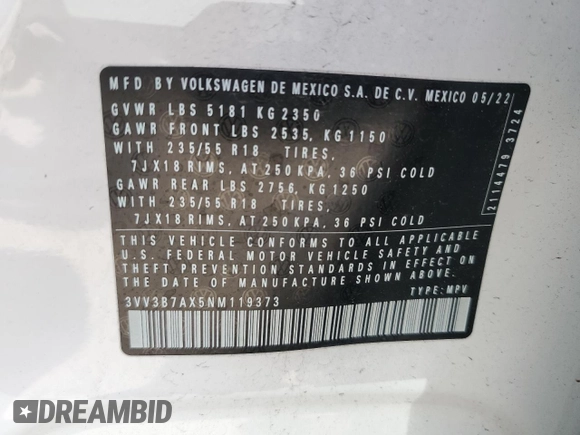 MFD BY VOLKSWAGEN DE MEXICO S.A. DE C.V. MEXICO 05/22
GVWR LBS 5181 KG 2350
GAWR FRONT LBS 2535, KG 1150
WITH 235/55 R18 TIRES,
7JX18 RIMS, AT 250 KPA, 36 PSI COLD
GAWR REAR LBS 2756, KG 1250
WITH 235/55 R18 TIRES,
7JX18 RIMS, AT 250 KPA, 36 PSI COLD
THIS VEHICLE CONFORMS TO ALL APPLICABLE
U.S. FEDERAL MOTOR VEHICLE SAFETY AND
THEFT PREVENTION STANDARDS IN EFFECT ON
THE DATE OF MANUFACTURE SHOWN ABOVE.
3VV3B7AX5NM119373 TYPE: MPV
2114479 3724
DREAMBID
DREAMBID